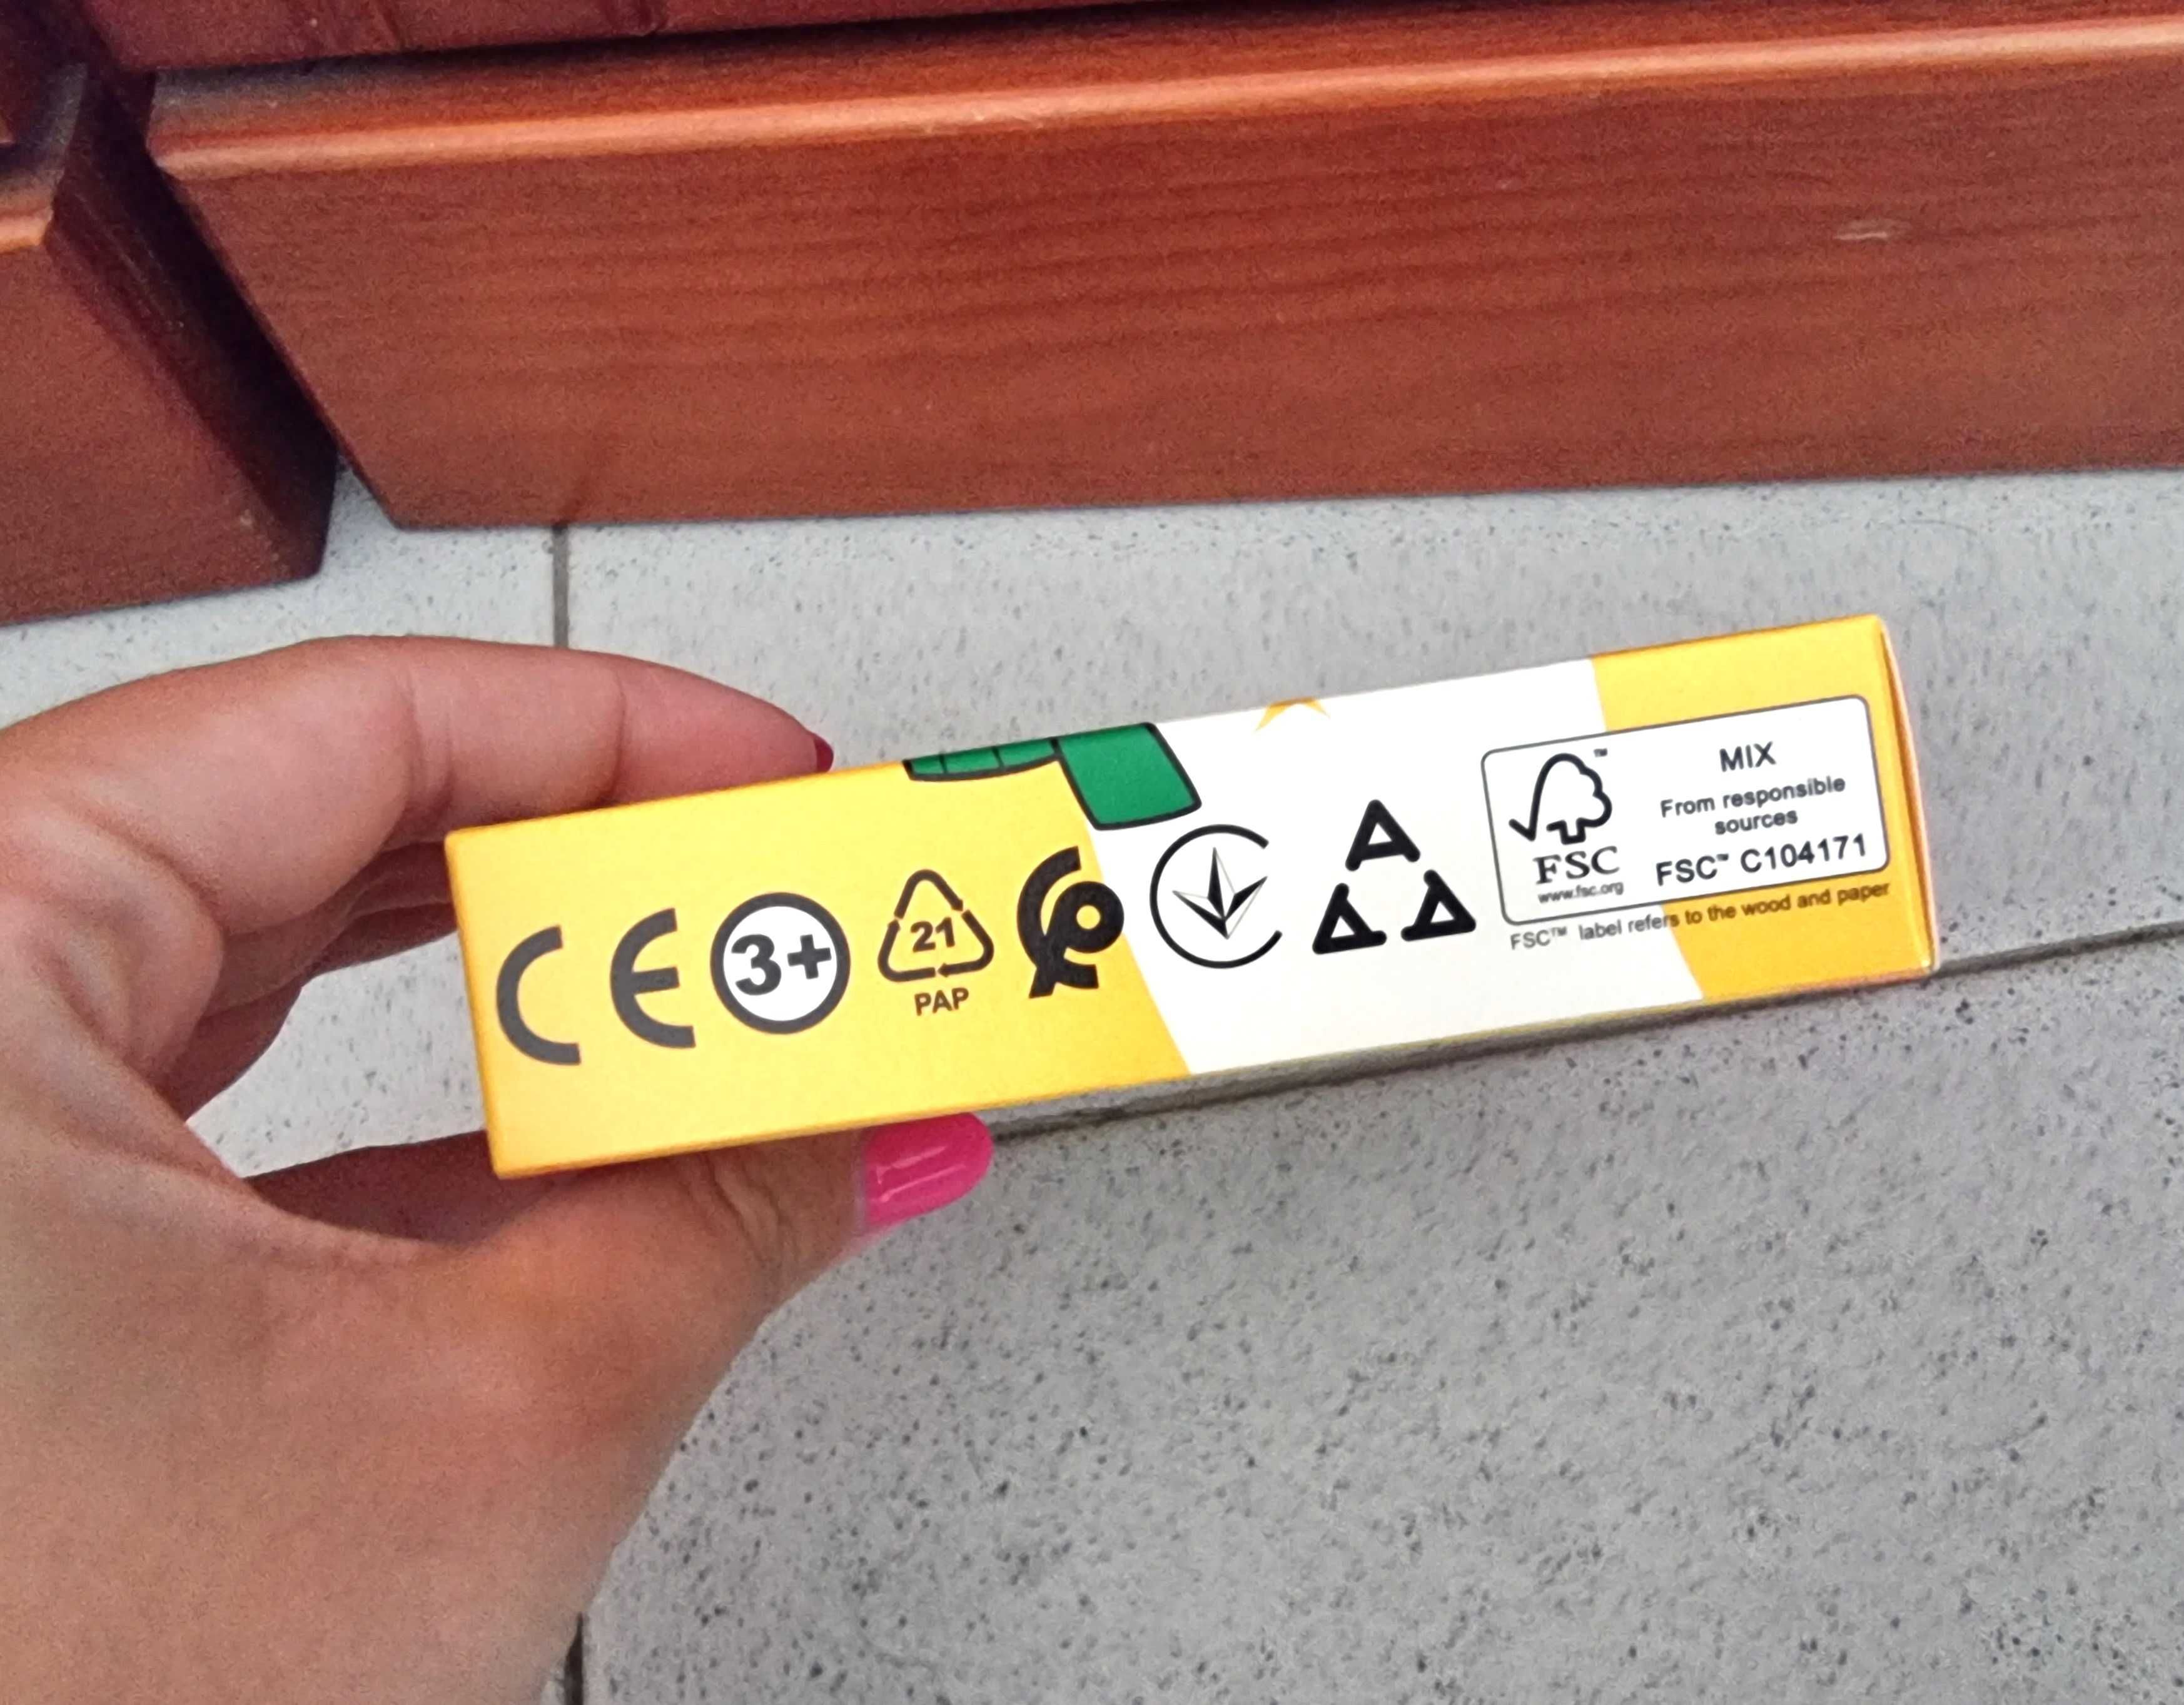 CE
3+
21
PAP
FSC™
www.fsc.org
MIX
From responsible
sources
FSC™ C104171
FSC™ label refers to the wood and paper